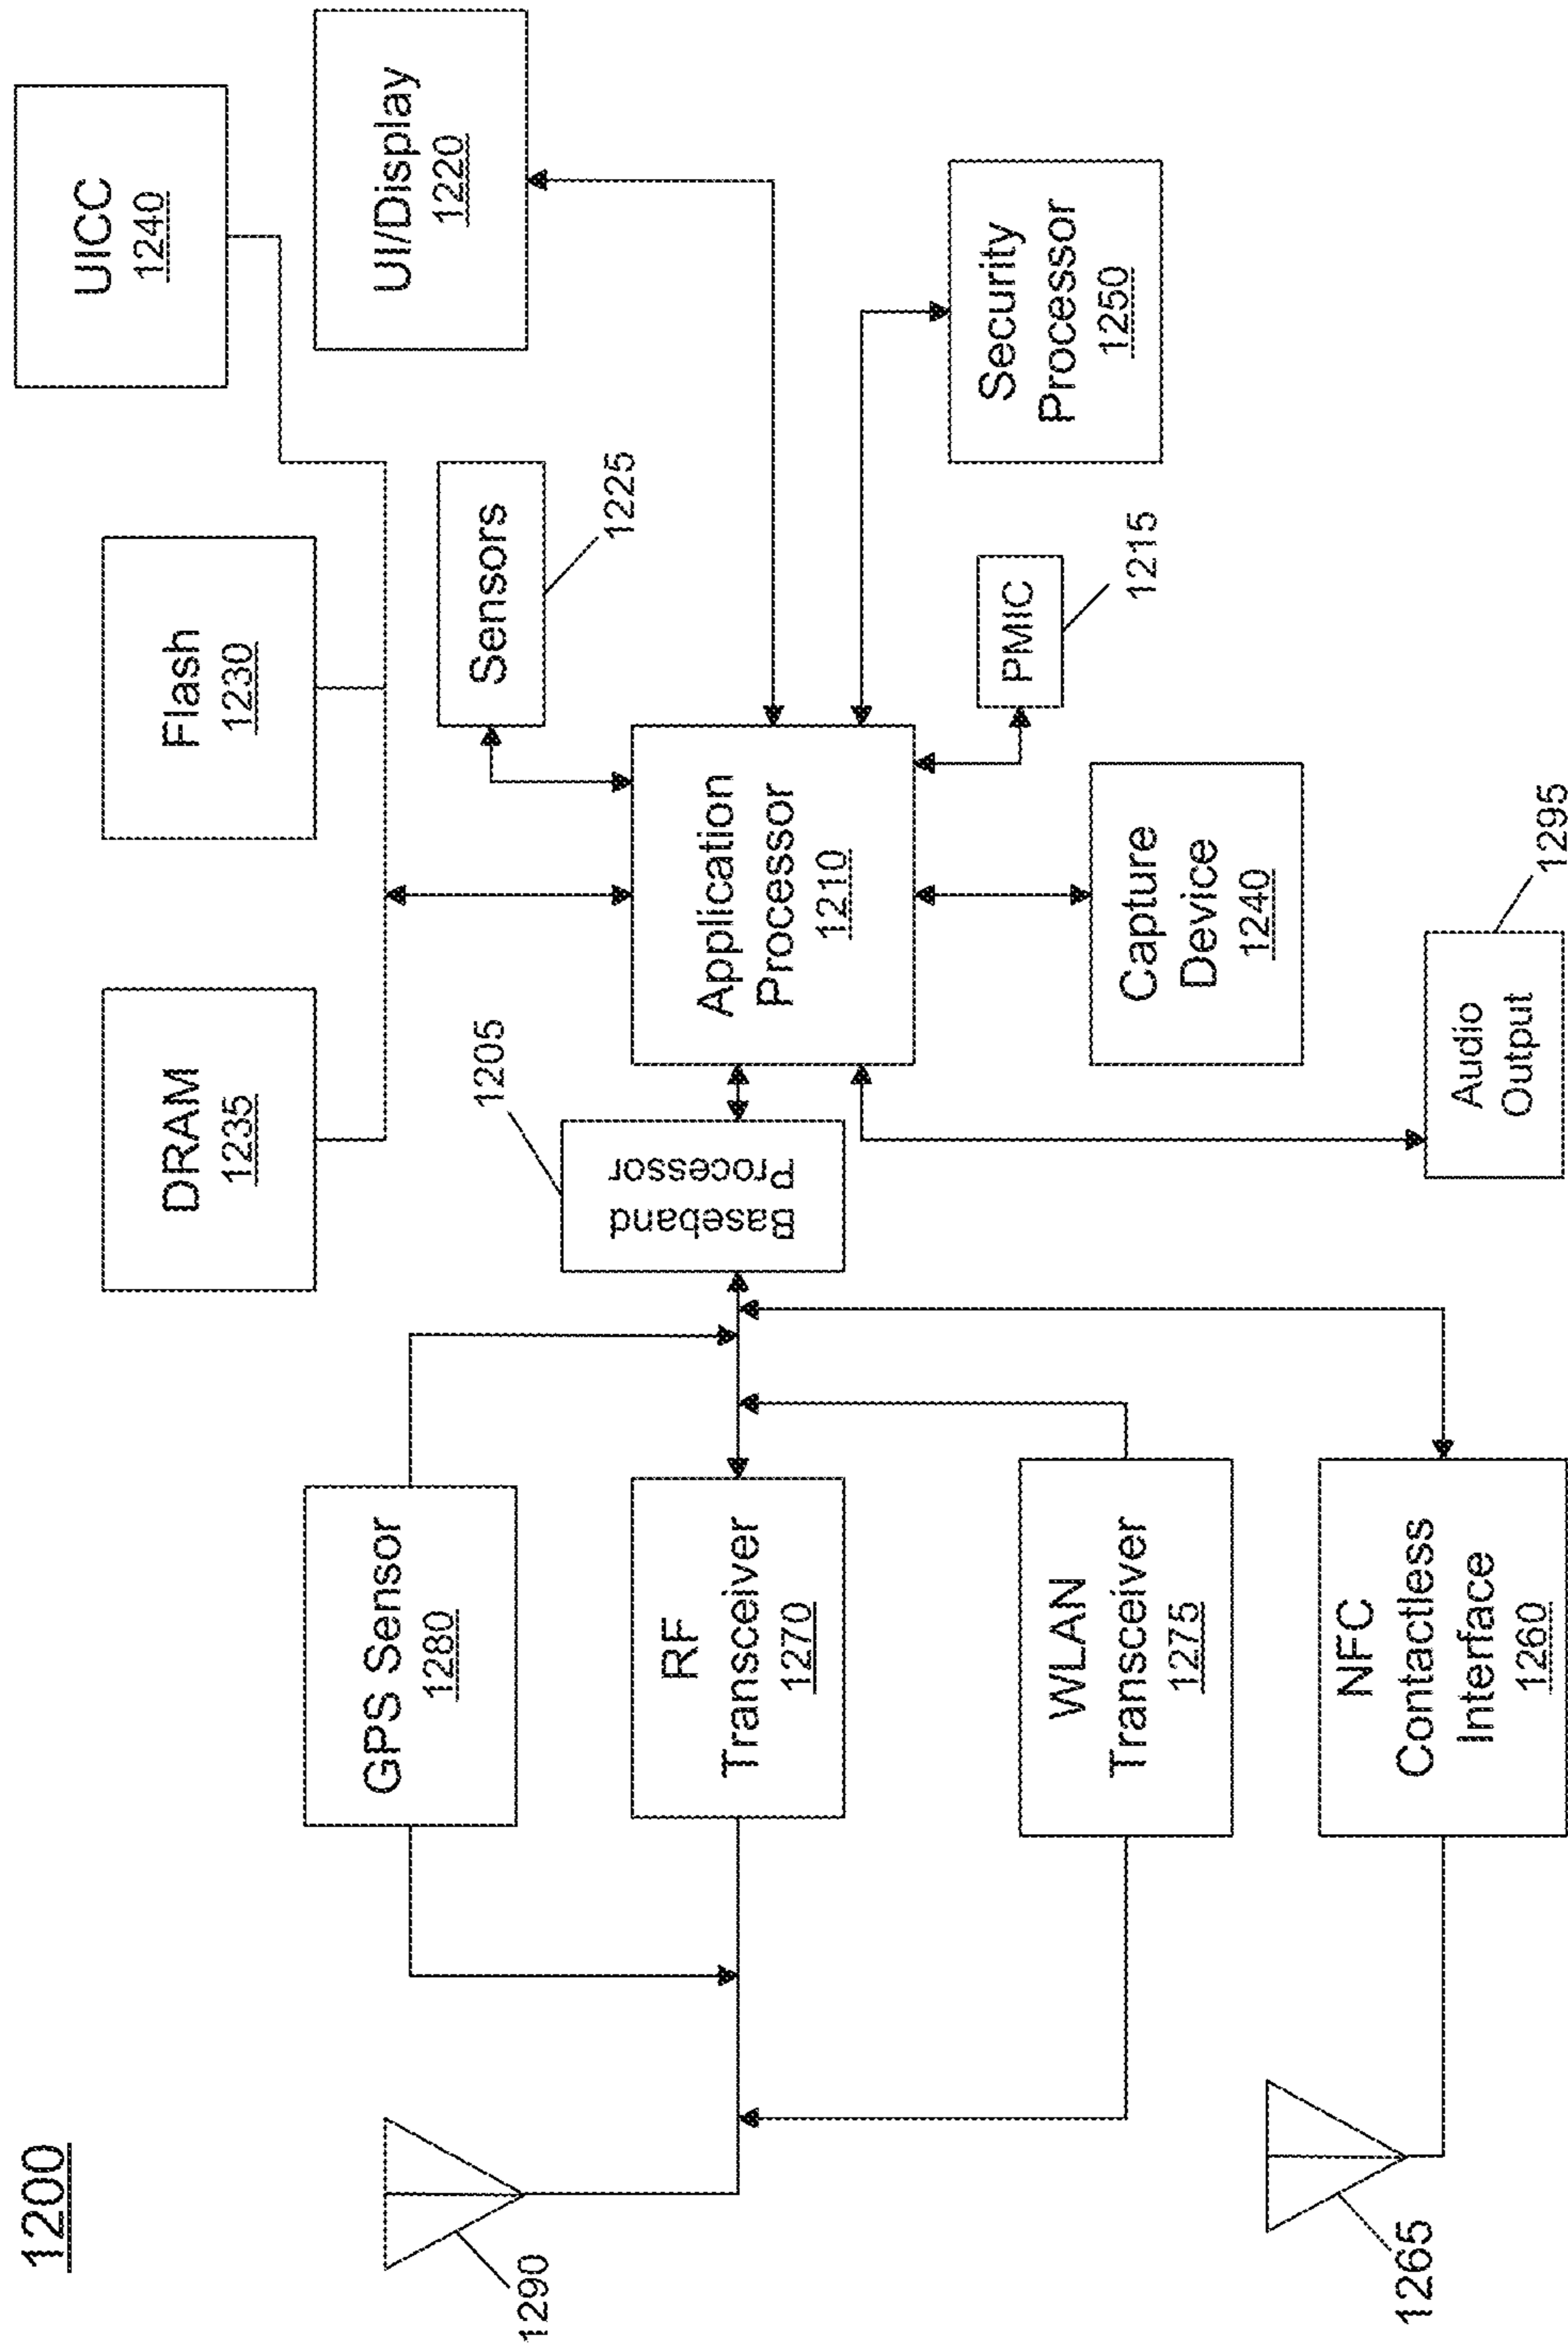 1200
UICC
1240
Flash
1230
DRAM
1235
UI/Display
1220
Sensors
1225
GPS Sensor
1280
1290
RF
Transceiver
1270
Baseband
Processor
1205
Application
Processor
1210
Security
Processor
1250
PMIC
1215
WLAN
Transceiver
1275
Capture
Device
1240
NFC
Contactless
Interface
1260
1265
Audio
Output
1295